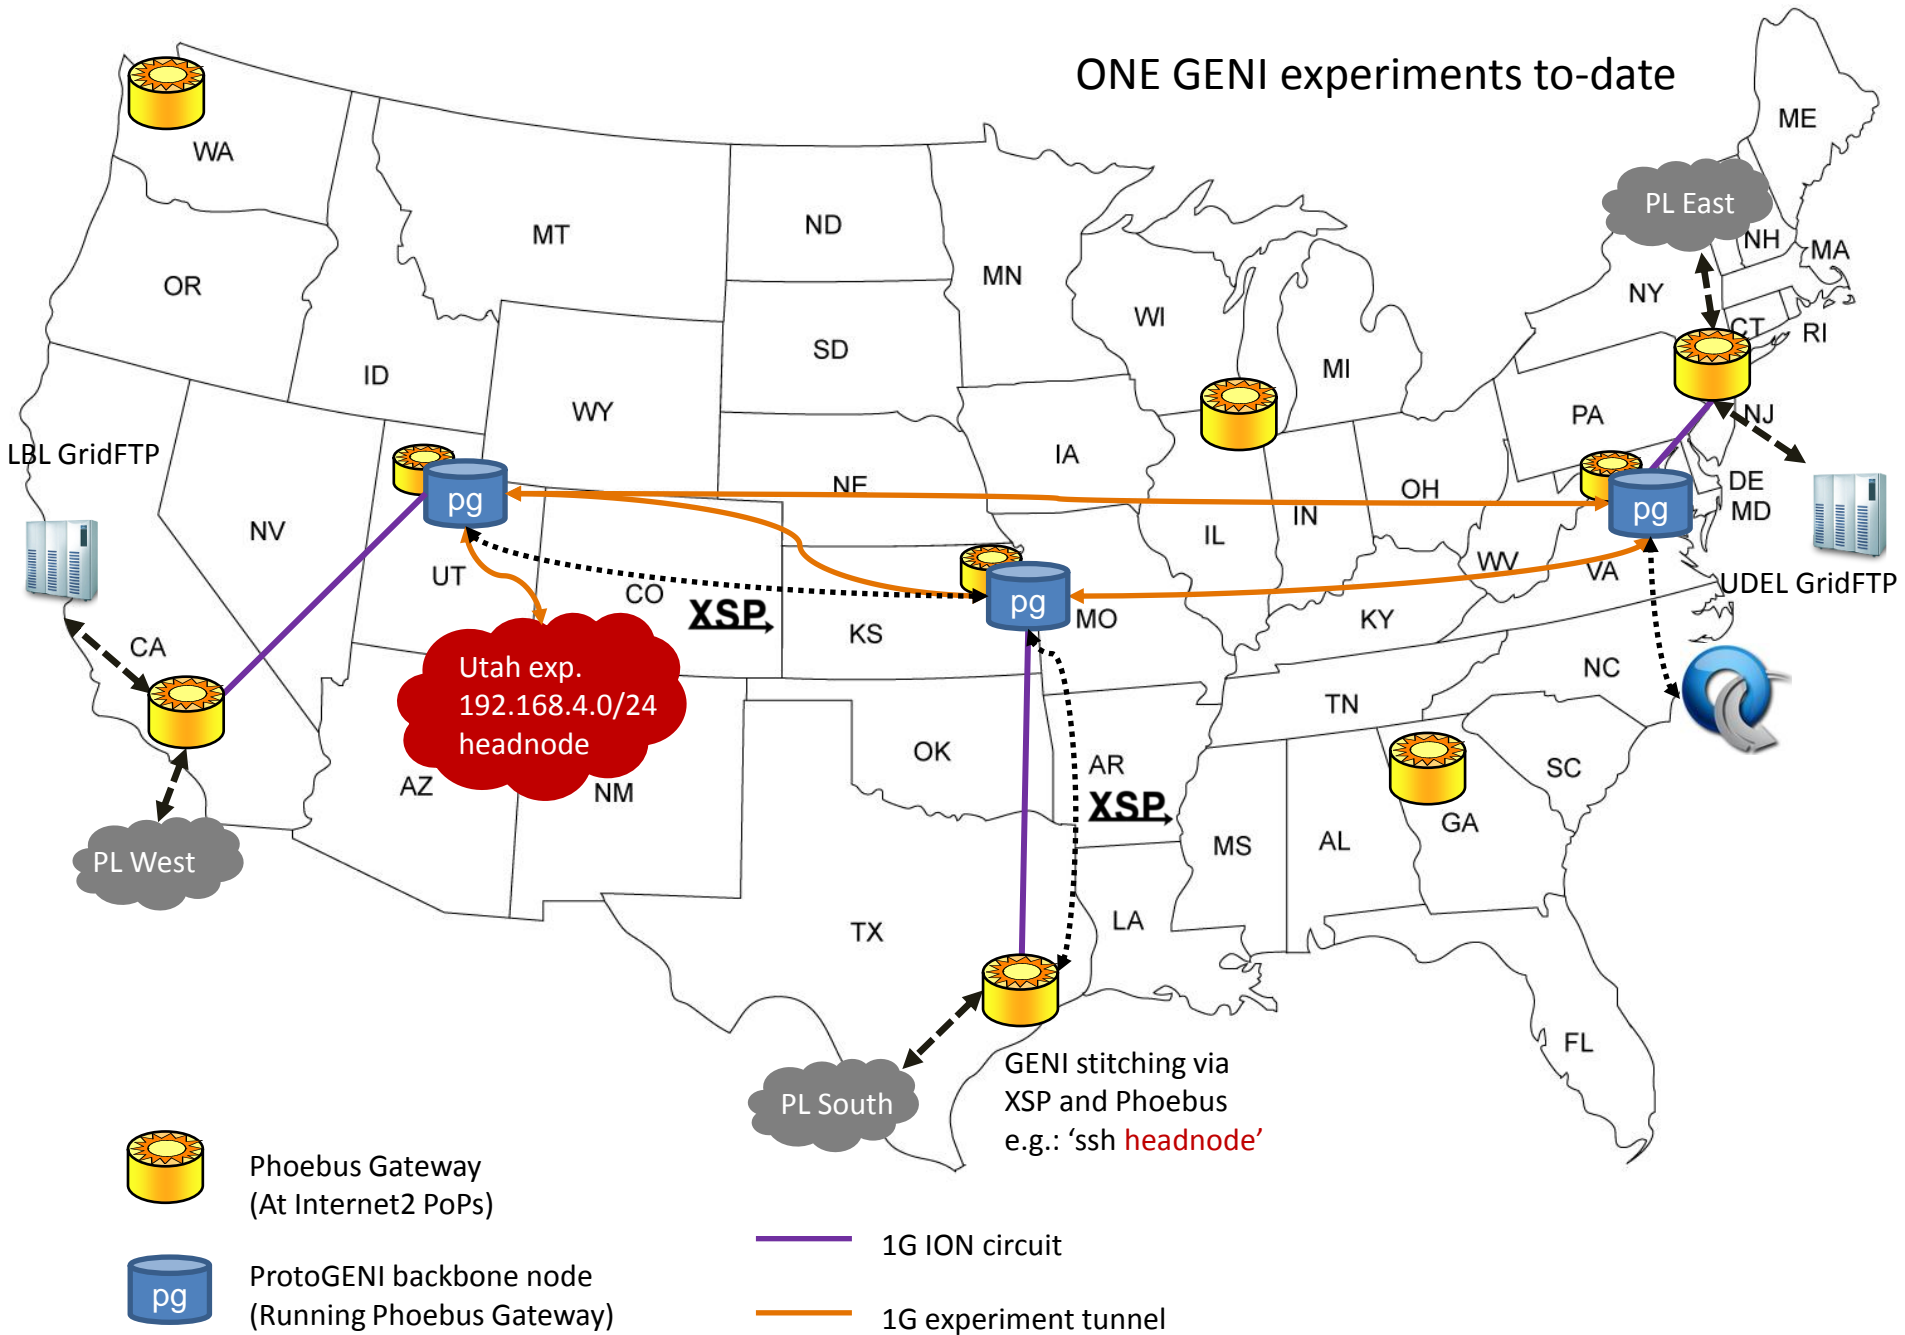 ONE GENI experiments to-date
ME
WA
PL East
NH
MA
MT
ND
OR
MN
NY
WI
CT
RI
SD
MI
ID
WY
PA
NJ
LBL GridFTP
IA
NE
OH
DE
MD
pg
pg
NV
IN
IL
WV
VA
UDEL GridFTP
UT
CO
XSP
pg
MO
KS
KY
CA
NC
Utah exp.
192.168.4.0/24
headnode
TN
OK
AR
SC
AZ
NM
XSP
GA
PL West
MS
AL
TX
LA
FL
GENI stitching via
XSP and Phoebus
e.g.: ‘ssh headnode’
PL South
Phoebus Gateway
(At Internet2 PoPs)
1G ION circuit
pg
ProtoGENI backbone node
(Running Phoebus Gateway)
1G experiment tunnel